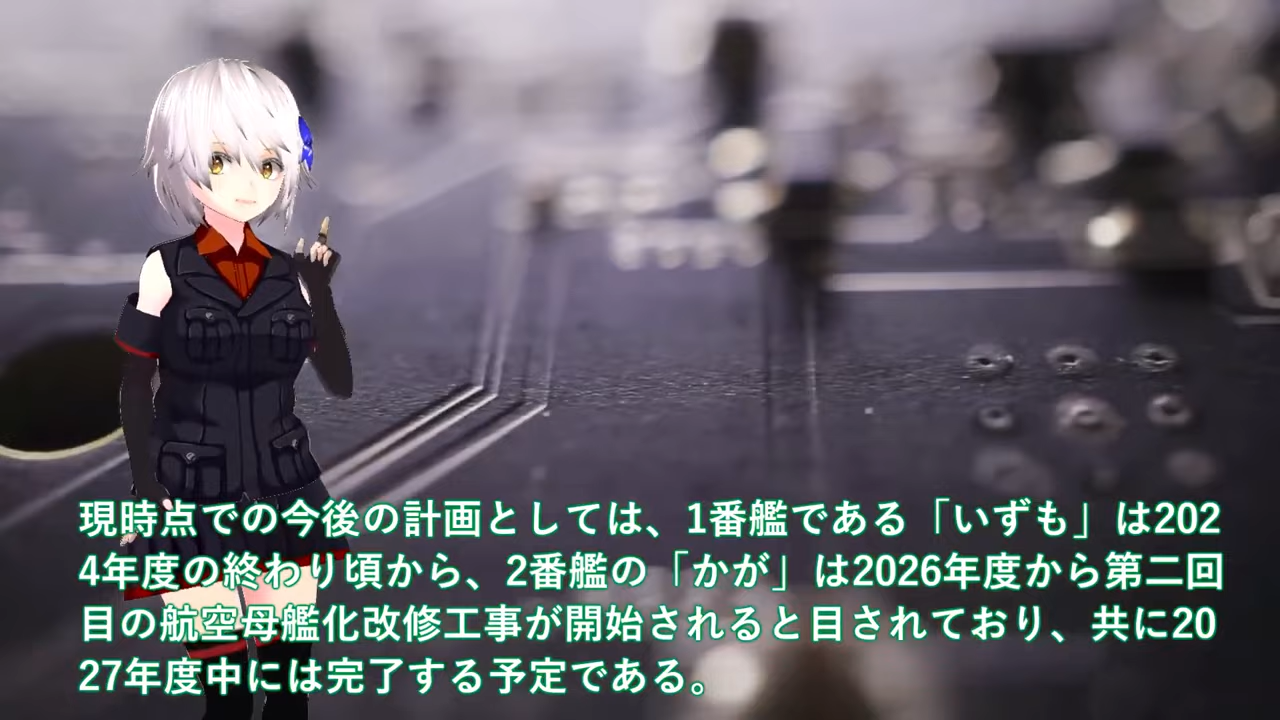 現時点での今後の計画としては、1番艦である「いずも」は202
4年度の終わり頃から、2番艦の「かが」は2026年度から第二回
目の航空母艦化改修工事が開始されると目されており、共に20
27年度中には完了する予定である。